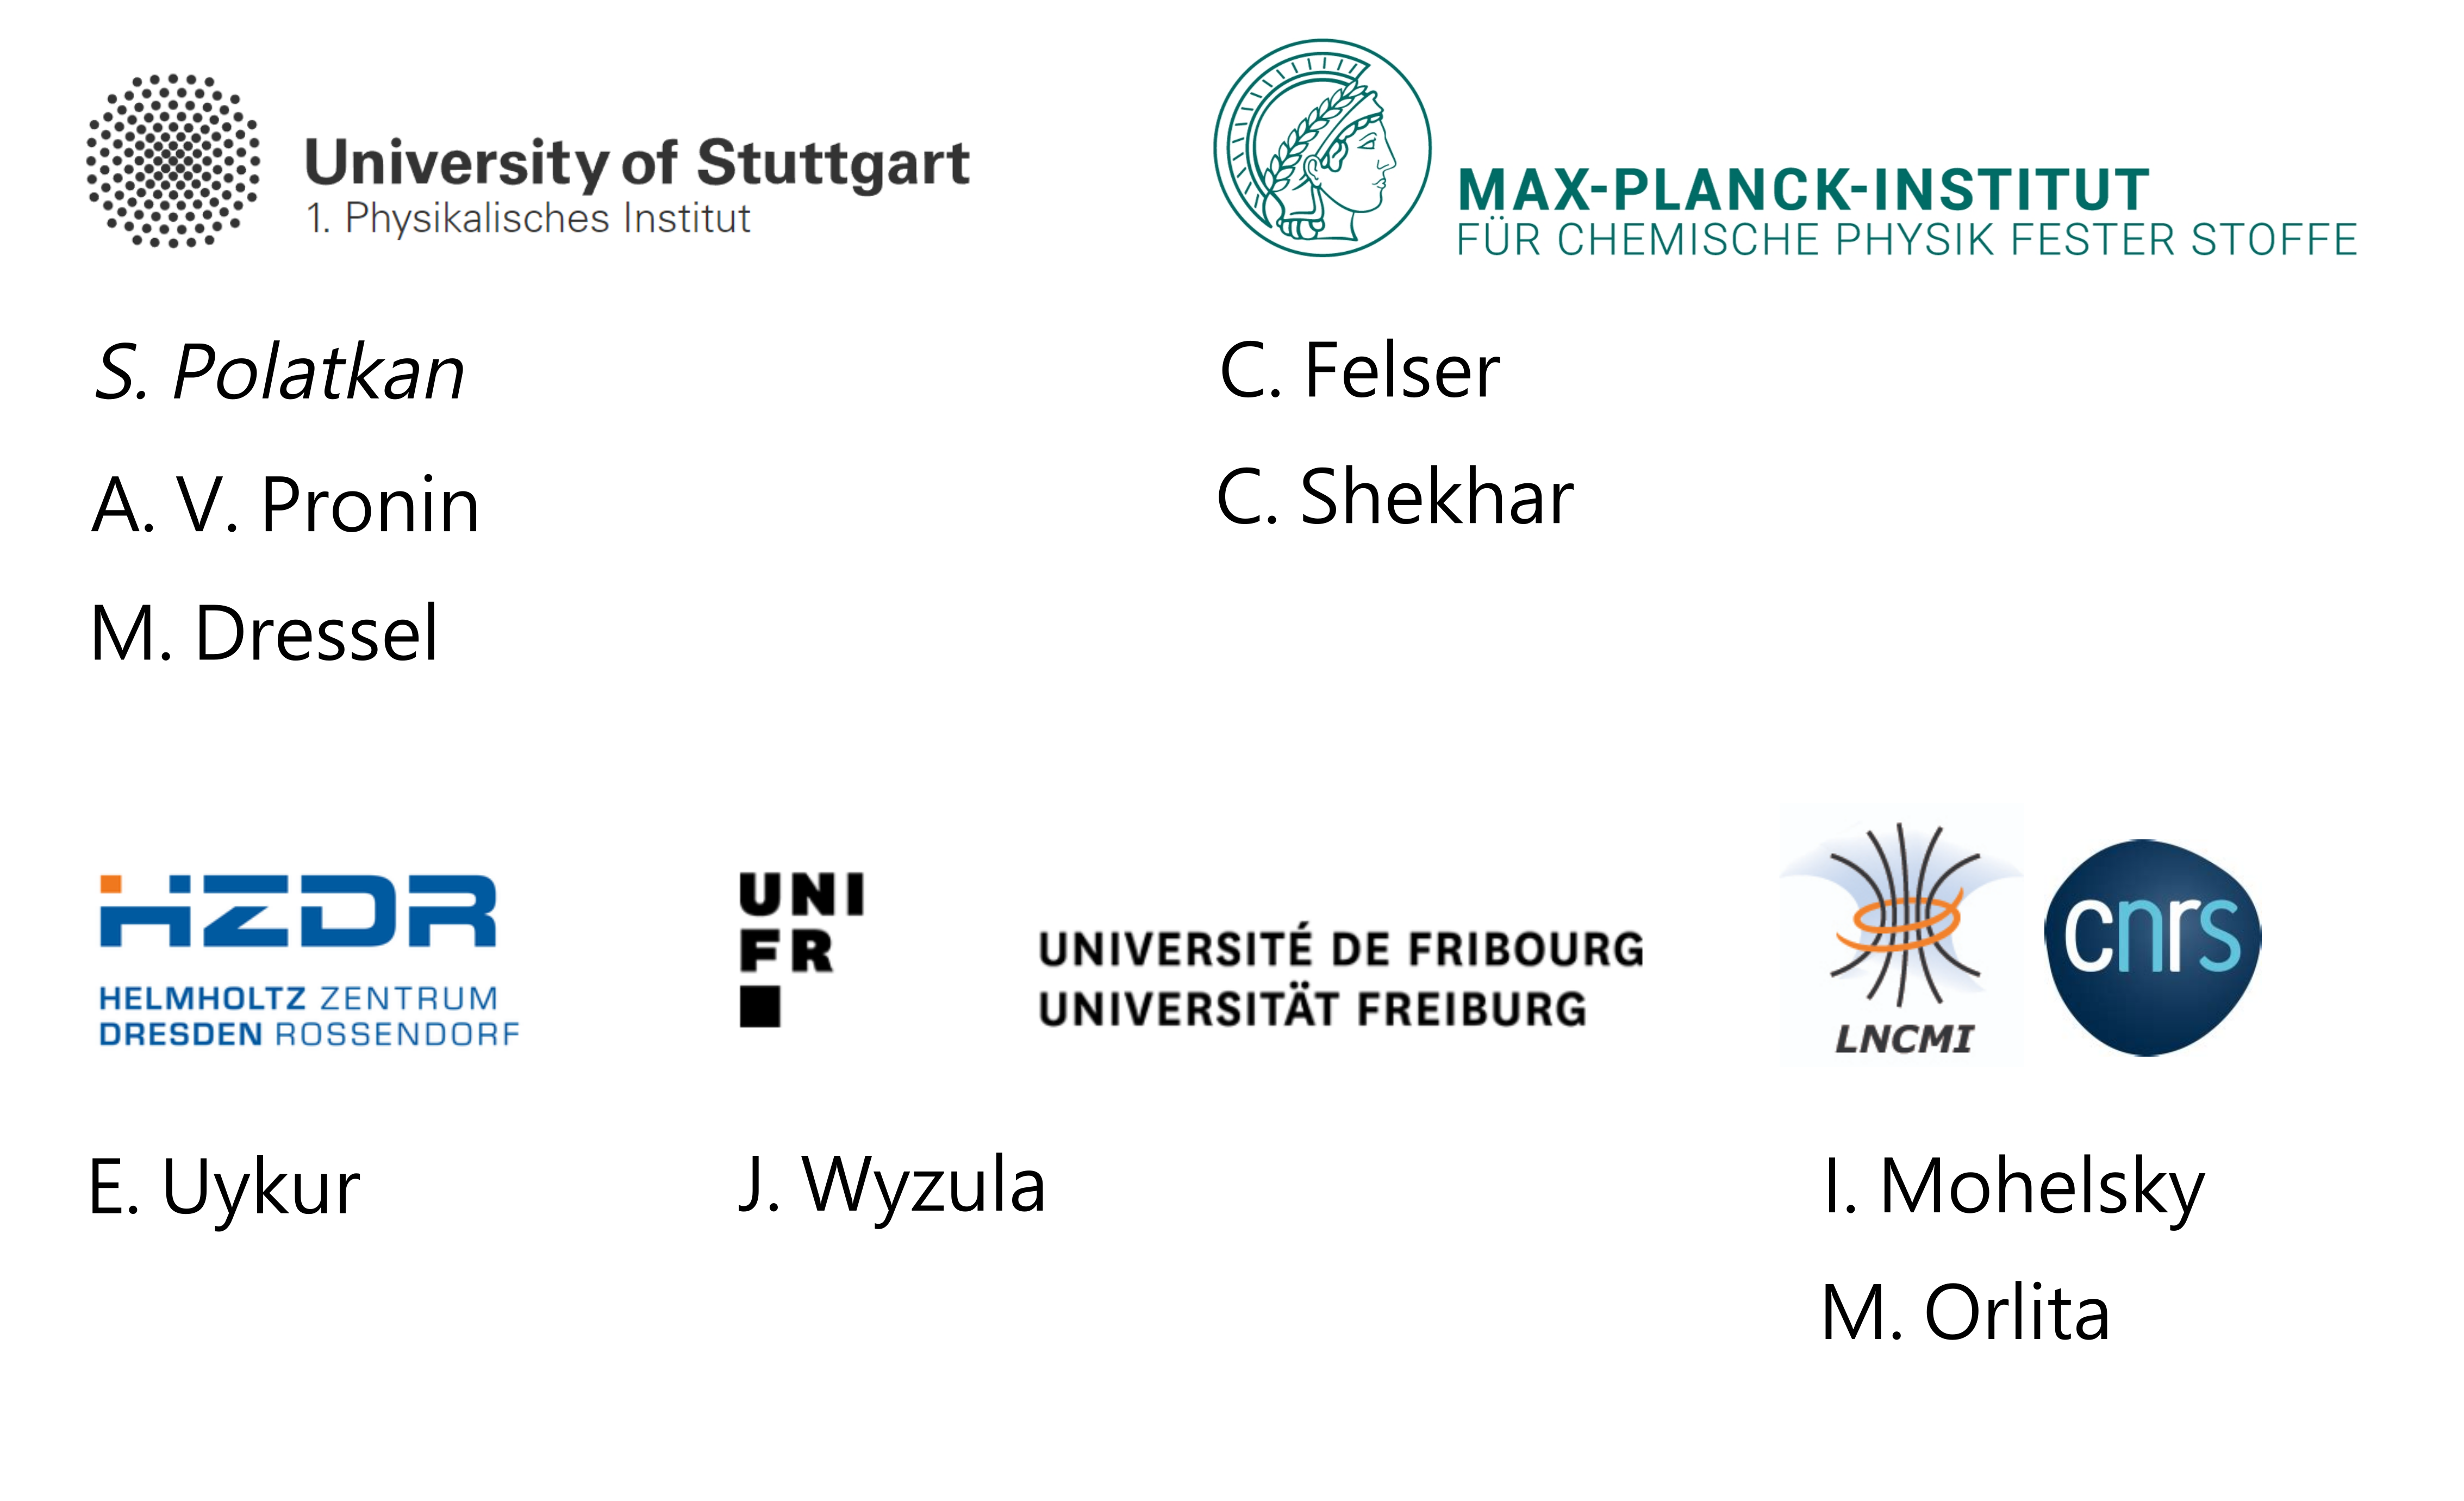 University of Stuttgart
1. Physikalisches Institut
MAX-PLANCK-INSTITUT
FÜR CHEMISCHE PHYSIK FESTER STOFFE
S. Polatkan
A. V. Pronin
M. Dressel
C. Felser
C. Shekhar
HZDR
HELMHOLTZ ZENTRUM
DRESDEN ROSSENDORF
UNI
FR
UNIVERSITÉ DE FRIBOURG
UNIVERSITÄT FREIBURG
LNCMI
cnrs
E. Uykur
J. Wyzula
I. Mohelsky
M. Orlita